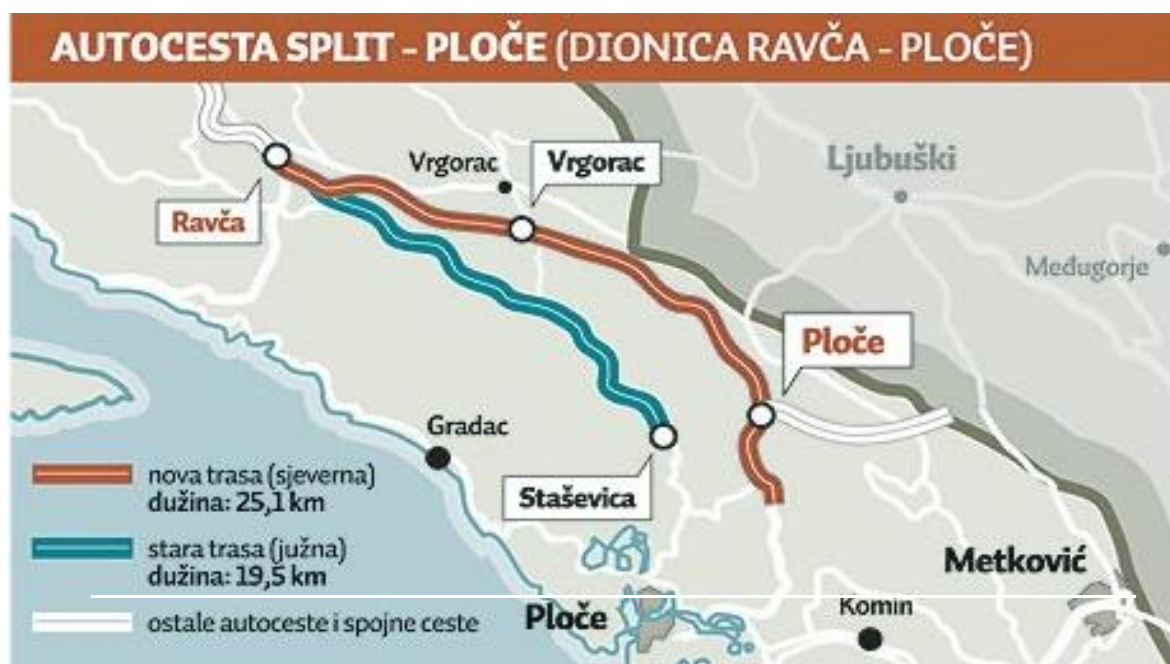 AUTOCESTA SPLIT - PLOČE (DIONICA RAVČA - PLOČE)
Vrgorac
Vrgorac
Ljubuški
Ravča
Međugorje
Ploče
Gradac
nova trasa (sjeverna)
dužina: 25,1 km
Staševica
stara trasa (južna)
dužina: 19,5 km
Metković
Ploče
Komin
ostale autoceste i spojne ceste